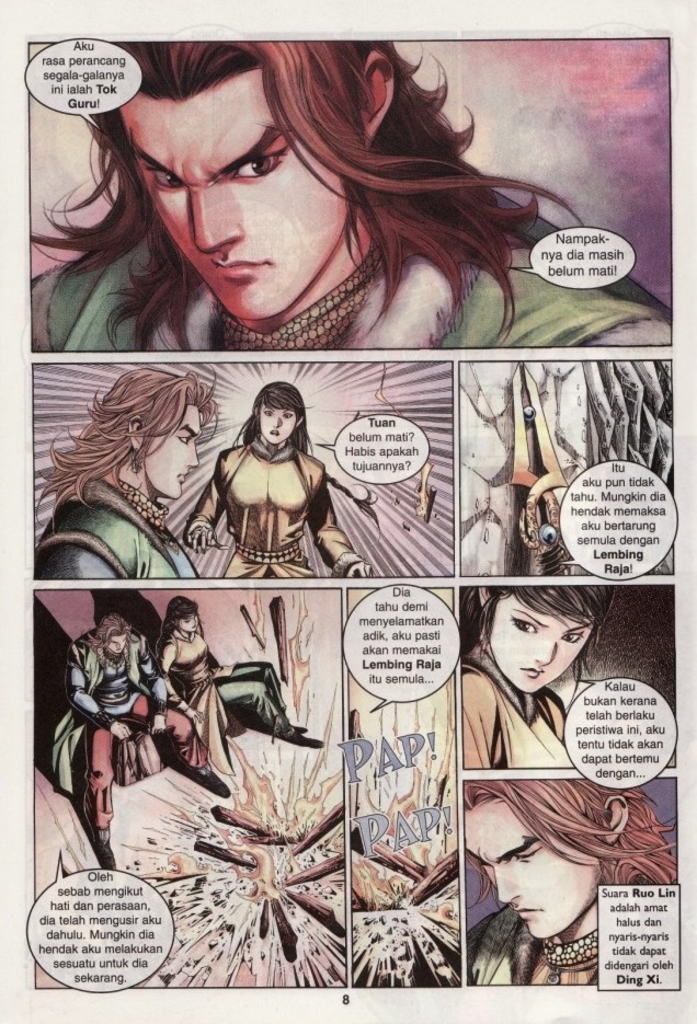 Aku
rasa perancang
segala-galanya
ini ialah Tok
Guru!
Nampak-
nya dia masih
belum mati!
Tuan
belum mati?
Habis apakah
tujuannya?
Itu
aku pun tidak
tahu. Mungkin dia
hendak memaksa
aku bertarung
semula dengan
Lembing
Raja!
Oleh
sebab mengikut
hati dan perasaan,
dia telah mengusir aku
dahulu. Mungkin dia
hendak aku melakukan
sesuatu untuk dia
sekarang.
Dia
tahu demi
menyelamatkan
adik, aku pasti
akan memakai
Lembing Raja
itu semula...
PAP!
PAP!
Kalau
bukan kerana
telah berlaku
peristiwa ini, aku
tentu tidak akan
dapat bertemu
dengan...
Suara Ruo Lin
adalah amat
halus dan
nyaris-nyaris
tidak dapat
didengari oleh
Ding Xi.
8